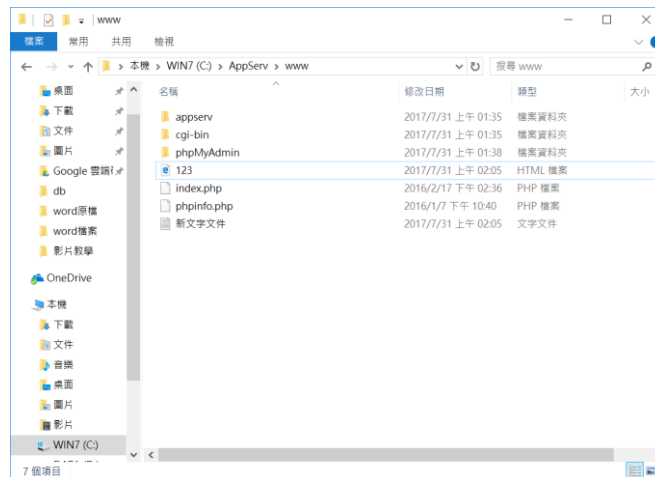 www
檔案 常用 共用 檢視
本機 > WIN7 (C:) > AppServ > www
搜尋 www
名稱 修改日期 類型 大小
appserv 2017/7/31 上午 01:35 檔案資料夾
cgi-bin 2017/7/31 上午 01:35 檔案資料夾
phpMyAdmin 2017/7/31 上午 01:38 檔案資料夾
123 2017/7/31 上午 02:05 HTML 檔案
index.php 2016/2/17 下午 02:36 PHP 檔案
phpinfo.php 2016/1/7 下午 10:40 PHP 檔案
新文字文件 2017/7/31 上午 02:05 文字文件
桌面
下載
文件
圖片
Google 雲端
db
word原檔
word檔案
影片教學
OneDrive
本機
下載
文件
音樂
桌面
圖片
影片
WIN7 (C:)
7 個項目